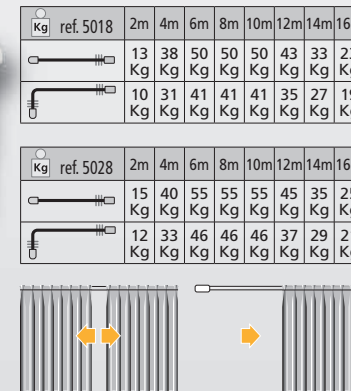 Kg ref. 5018 2m 4m 6m 8m 10m 12m 14m 16
13 Kg 38 Kg 50 Kg 50 Kg 50 Kg 43 Kg 33 Kg
10 Kg 31 Kg 41 Kg 41 Kg 41 Kg 35 Kg 27 Kg
Kg ref. 5028 2m 4m 6m 8m 10m 12m 14m 16
15 Kg 40 Kg 55 Kg 55 Kg 55 Kg 45 Kg 35 Kg
12 Kg 33 Kg 46 Kg 46 Kg 46 Kg 37 Kg 29 Kg